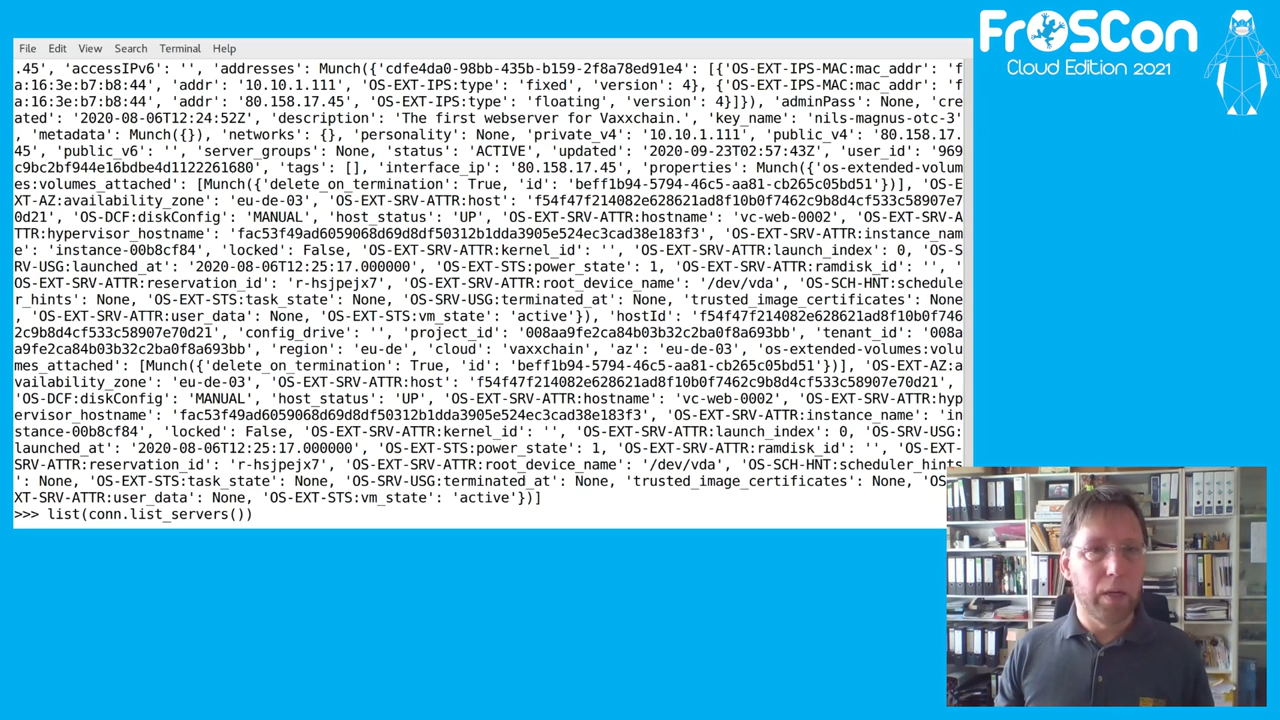 FrOSCon
Cloud Edition 2021
File Edit View Search Terminal Help
.45', 'accessIPv6': '', 'addresses': Munch({'cdfe4da0-98bb-435b-b159-2f8a78ed91e4': [{'OS-EXT-IPS-MAC:mac_addr': 'f
a:16:3e:b7:b8:44', 'addr': '10.10.1.111', 'OS-EXT-IPS:type': 'fixed', 'version': 4}, {'OS-EXT-IPS-MAC:mac_addr': 'f
a:16:3e:b7:b8:44', 'addr': '80.158.17.45', 'OS-EXT-IPS:type': 'floating', 'version': 4}]}), 'adminPass': None, 'cre
ated': '2020-08-06T12:24:52Z', 'description': 'The first webserver for Vaxxchain.', 'key_name': 'nils-magnus-otc-3'
, 'metadata': Munch({}), 'networks': {}, 'personality': None, 'private_v4': '10.10.1.111', 'public_v4': '80.158.17.
45', 'public_v6': '', 'server_groups': None, 'status': 'ACTIVE', 'updated': '2020-09-23T02:57:43Z', 'user_id': '969
c9bc2bf944e16bdbe4d1122261680', 'tags': [], 'interface_ip': '80.158.17.45', 'properties': Munch({'os-extended-volum
es:volumes_attached': [Munch({'delete_on_termination': True, 'id': 'beff1b94-5794-46c5-aa81-cb265c05bd51'})], 'OS-E
XT-AZ:availability_zone': 'eu-de-03', 'OS-EXT-SRV-ATTR:host': 'f54f47f214082e628621ad8f10b0f7462c9b8d4cf533c58907e7
0d21', 'OS-DCF:diskConfig': 'MANUAL', 'host_status': 'UP', 'OS-EXT-SRV-ATTR:hostname': 'vc-web-0002', 'OS-EXT-SRV-A
TTR:hypervisor_hostname': 'fac53f49ad6059068d69d8df50312b1dda3905e524ec3cad38e183f3', 'OS-EXT-SRV-ATTR:instance_nam
e': 'instance-00b8cf84', 'locked': False, 'OS-EXT-SRV-ATTR:kernel_id': '', 'OS-EXT-SRV-ATTR:launch_index': 0, 'OS-S
RV-USG:launched_at': '2020-08-06T12:25:17.000000', 'OS-EXT-STS:power_state': 1, 'OS-EXT-SRV-ATTR:ramdisk_id': '', '
OS-EXT-SRV-ATTR:reservation_id': 'r-hsjpejx7', 'OS-EXT-SRV-ATTR:root_device_name': '/dev/vda', 'OS-SCH-HNT:schedule
r_hints': None, 'OS-EXT-STS:task_state': None, 'OS-SRV-USG:terminated_at': None, 'trusted_image_certificates': None
, 'OS-EXT-SRV-ATTR:user_data': None, 'OS-EXT-STS:vm_state': 'active'}), 'hostId': 'f54f47f214082e628621ad8f10b0f746
2c9b8d4cf533c58907e70d21', 'config_drive': '', 'project_id': '008aa9fe2ca84b03b32c2ba0f8a693bb', 'tenant_id': '008a
a9fe2ca84b03b32c2ba0f8a693bb', 'region': 'eu-de', 'cloud': 'vaxxchain', 'az': 'eu-de-03', 'os-extended-volumes:volu
mes_attached': [Munch({'delete_on_termination': True, 'id': 'beff1b94-5794-46c5-aa81-cb265c05bd51'})], 'OS-EXT-AZ:a
vailability_zone': 'eu-de-03', 'OS-EXT-SRV-ATTR:host': 'f54f47f214082e628621ad8f10b0f7462c9b8d4cf533c58907e70d21',
'OS-DCF:diskConfig': 'MANUAL', 'host_status': 'UP', 'OS-EXT-SRV-ATTR:hostname': 'vc-web-0002', 'OS-EXT-SRV-ATTR:hyp
ervisor_hostname': 'fac53f49ad6059068d69d8df50312b1dda3905e524ec3cad38e183f3', 'OS-EXT-SRV-ATTR:instance_name': 'in
stance-00b8cf84', 'locked': False, 'OS-EXT-SRV-ATTR:kernel_id': '', 'OS-EXT-SRV-ATTR:launch_index': 0, 'OS-SRV-USG:
launched_at': '2020-08-06T12:25:17.000000', 'OS-EXT-STS:power_state': 1, 'OS-EXT-SRV-ATTR:ramdisk_id': '', 'OS-EXT-
SRV-ATTR:reservation_id': 'r-hsjpejx7', 'OS-EXT-SRV-ATTR:root_device_name': '/dev/vda', 'OS-SCH-HNT:scheduler_hints
': None, 'OS-EXT-STS:task_state': None, 'OS-SRV-USG:terminated_at': None, 'trusted_image_certificates': None, 'OS-E
XT-SRV-ATTR:user_data': None, 'OS-EXT-STS:vm_state': 'active'})]
>>> list(conn.list_servers())